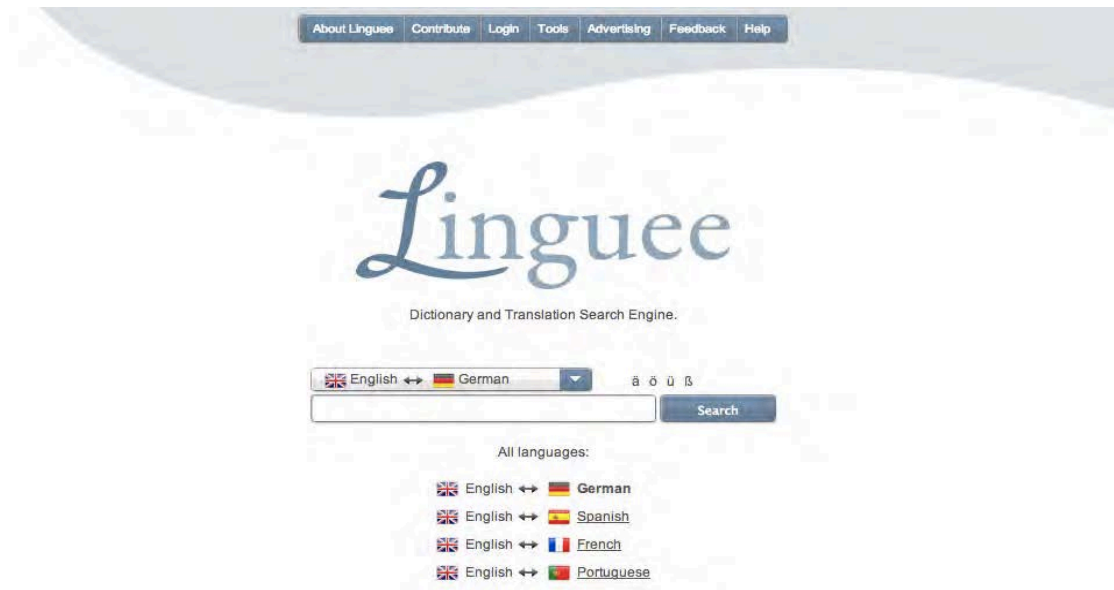 About Linguee Contribute Login Tools Advertising Feedback Help
Linguee
Dictionary and Translation Search Engine.
English ↔ German ä ö ü ß
Search
All languages:
English ↔ German
English ↔ Spanish
English ↔ French
English ↔ Portuguese